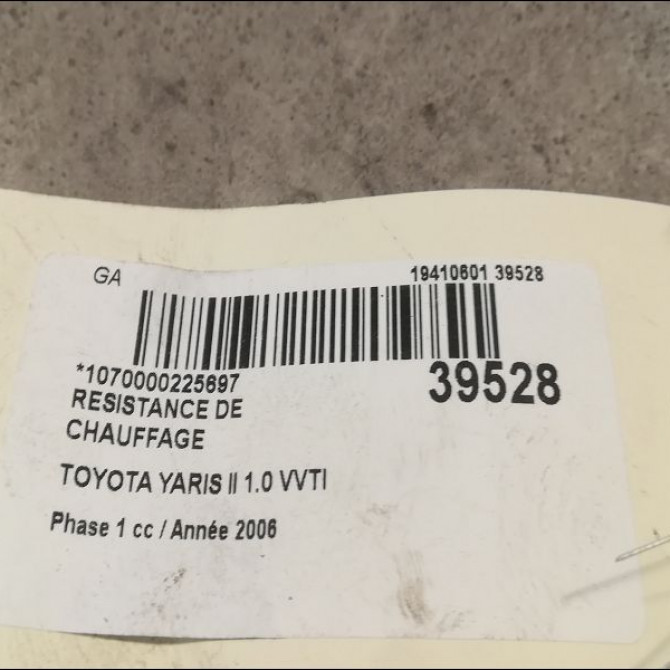 GA
19410601 39528
*1070000225697
39528
RESISTANCE DE
CHAUFFAGE
TOYOTA YARIS II 1.0 VVTI
Phase 1 cc / Année 2006